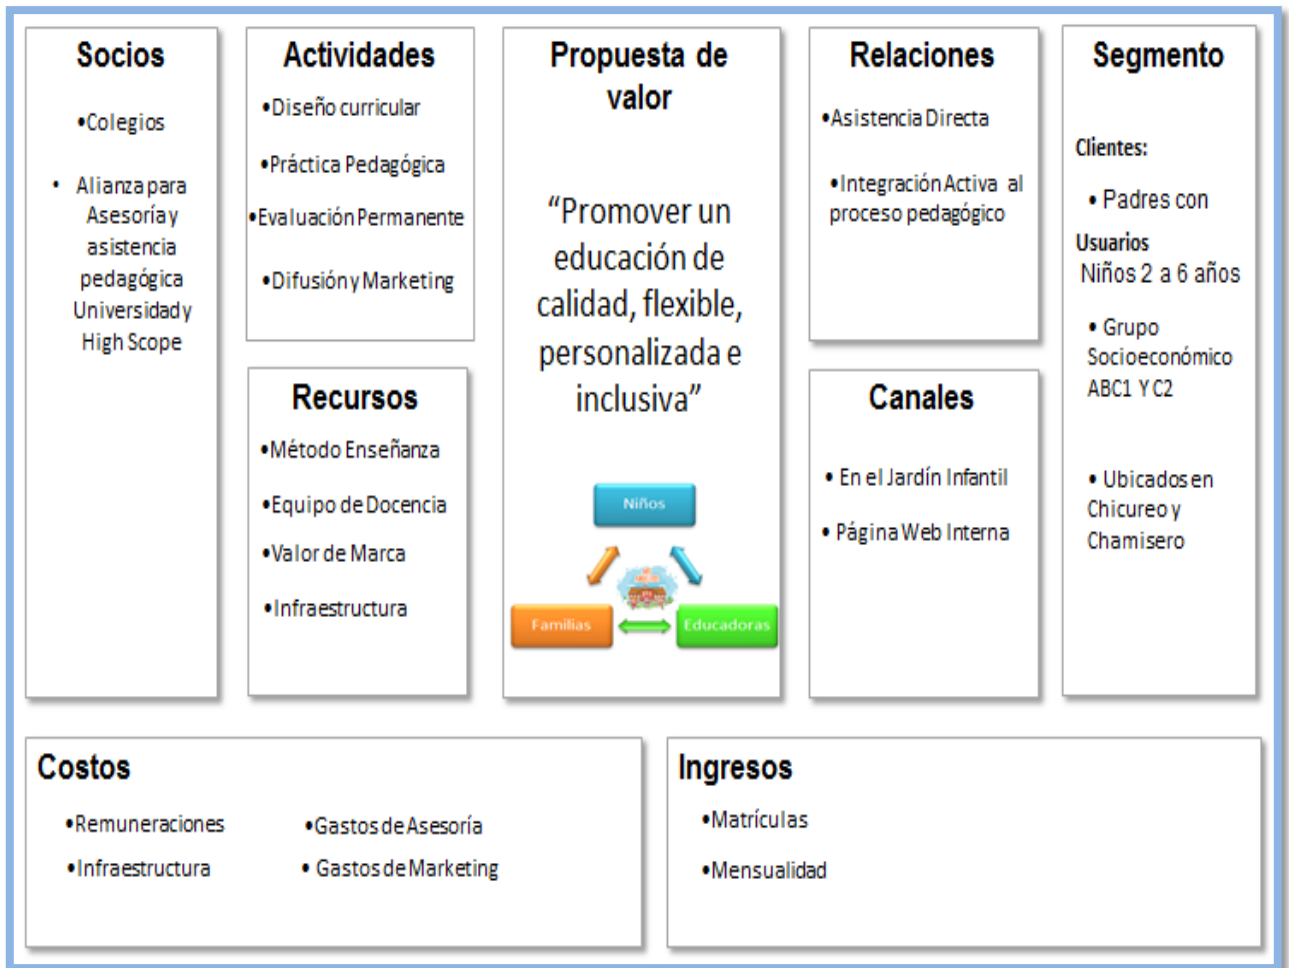 Socios
•Colegios
• Alianza para
Asesoría y
asistencia
pedagógica
Universidad y
High Scope
Actividades
•Diseño curricular
•Práctica Pedagógica
•Evaluación Permanente
•Difusión y Marketing
Recursos
•Método Enseñanza
•Equipo de Docencia
•Valor de Marca
•Infraestructura
Propuesta de
valor
“Promover un
educación de
calidad, flexible,
personalizada e
inclusiva”
Niños
Familias
Educadoras
Relaciones
•Asistencia Directa
•Integración Activa al
proceso pedagógico
Canales
• En el Jardín Infantil
• Página Web Interna
Segmento
Clientes:
• Padres con
Usuarios
Niños 2 a 6 años
• Grupo
Socioeconómico
ABC1 Y C2
• Ubicados en
Chicureo y
Chamisero
Costos
•Remuneraciones
•Infraestructura
•Gastos de Asesoría
• Gastos de Marketing
Ingresos
•Matrículas
•Mensualidad